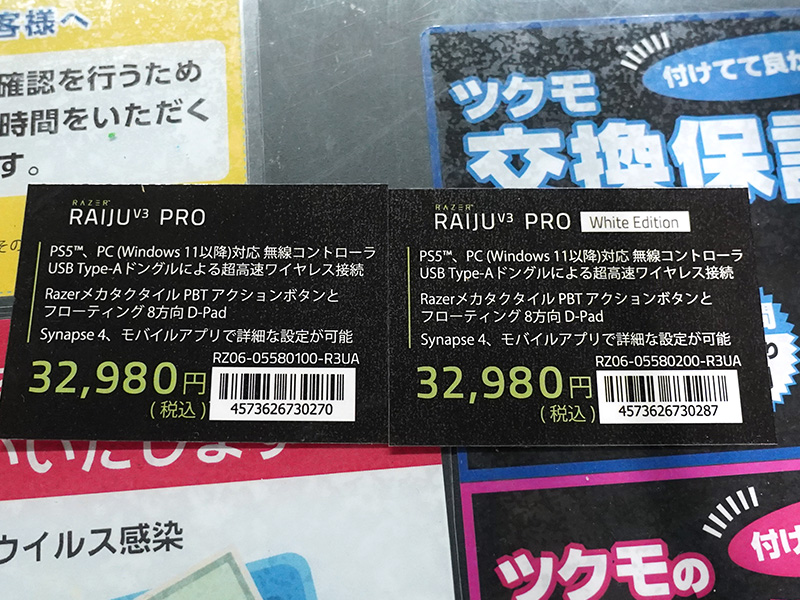 客様へ
確認を行うため
時間をいただく
す。
付けてて良か
ツクモ
交換保証
RAZER
RAIJU V3 PRO
PS5™、PC (Windows 11以降)対応 無線コントローラ
USB Type-Aドングルによる超高速ワイヤレス接続
Razerメカタクタイル PBT アクションボタンと
フローティング 8方向 D-Pad
Synapse 4、モバイルアプリで詳細な設定が可能
RZ06-05580100-R3UA
32,980円
(税込)
4573626730270
RAZER
RAIJU V3 PRO White Edition
PS5™、PC (Windows 11以降)対応 無線コントローラ
USB Type-Aドングルによる超高速ワイヤレス接続
Razerメカタクタイル PBT アクションボタンと
フローティング 8方向 D-Pad
Synapse 4、モバイルアプリで詳細な設定が可能
RZ06-05580200-R3UA
32,980円
(税込)
4573626730287
いいたします
ウイルス感染
付け
ツクモの